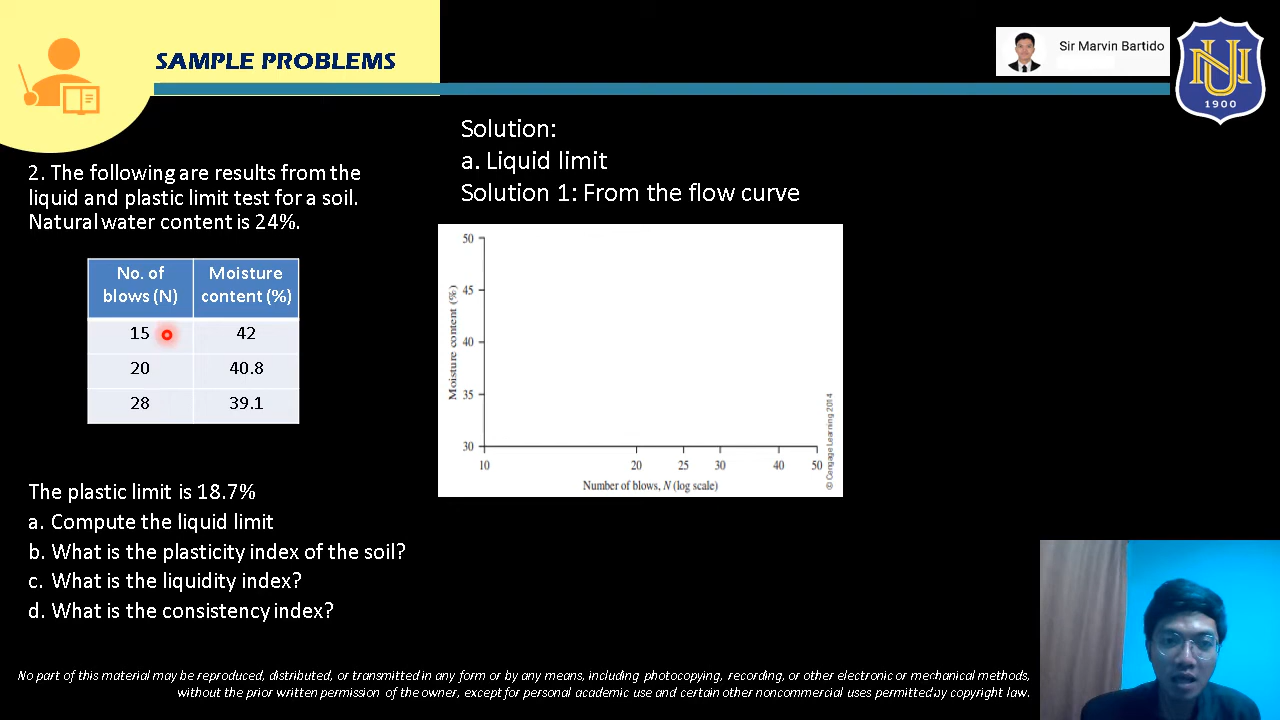 SAMPLE PROBLEMS
Sir Marvin Bartido
NU
1900
2. The following are results from the
liquid and plastic limit test for a soil.
Natural water content is 24%.
No. of blows (N) Moisture content (%)
15 42
20 40.8
28 39.1
The plastic limit is 18.7%
a. Compute the liquid limit
b. What is the plasticity index of the soil?
c. What is the liquidity index?
d. What is the consistency index?
Solution:
a. Liquid limit
Solution 1: From the flow curve
50
45
40
35
30
Moisture content (%)
10 20 25 30 40 50
Number of blows, N (log scale)
© Cengage Learning 2014
No part of this material may be reproduced, distributed, or transmitted in any form or by any means, including photocopying, recording, or other electronic or mechanical methods,
without the prior written permission of the owner, except for personal academic use and certain other noncommercial uses permitted by copyright law.